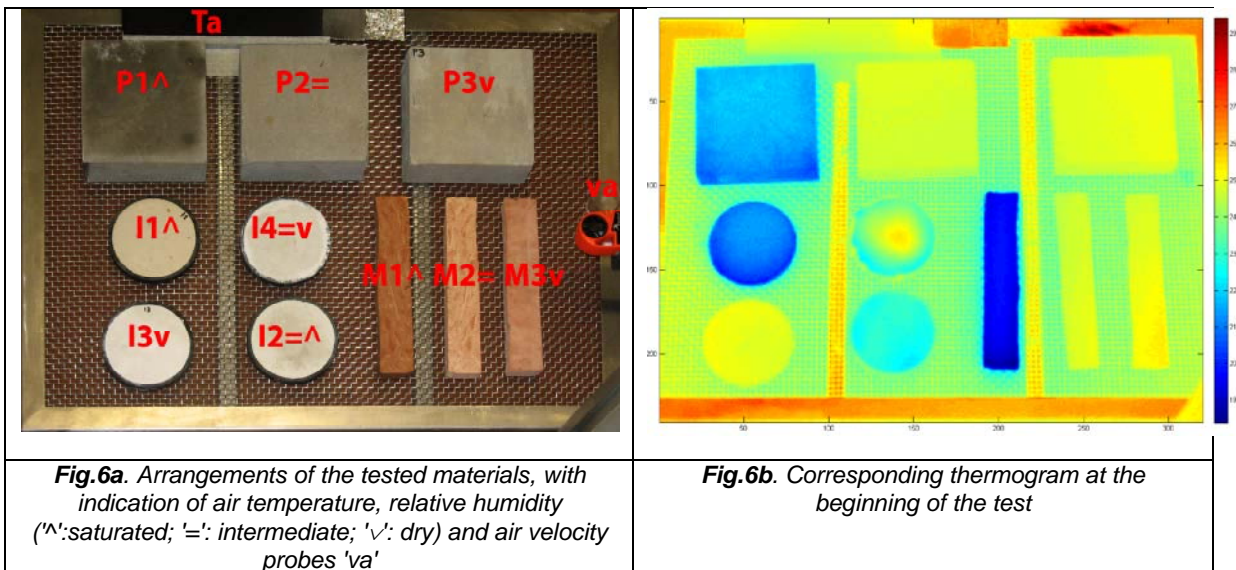 Ta
P1^ P2= P3v
P3
va
I1^ I4=v
M1^ M2= M3v
I3v I2=^
50
100
150
200
50 100 150 200 250 300
Fig.6a. Arrangements of the tested materials, with
indication of air temperature, relative humidity
('^':saturated; '=': intermediate; '∨': dry) and air velocity
probes 'va'
Fig.6b. Corresponding thermogram at the
beginning of the test